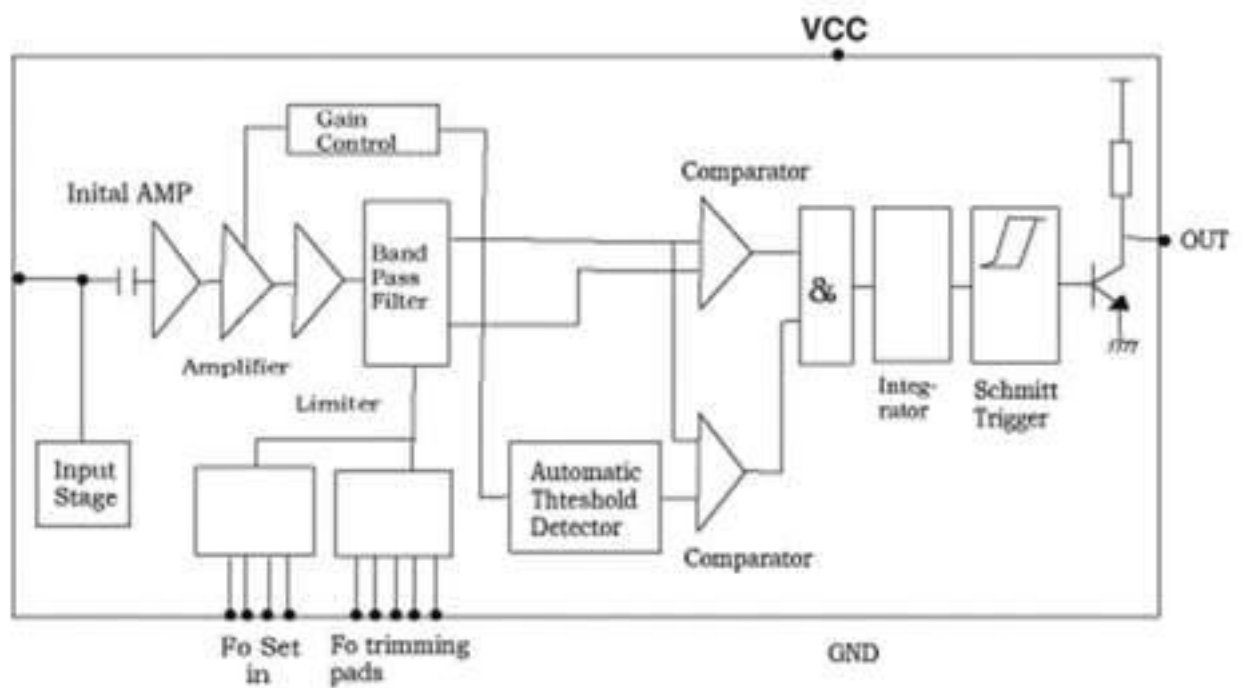 VCC
Gain
Control
Inital AMP
Comparator
Band
Pass
Filter
OUT
&
Amplifier
Limiter
Integ-
rator
Schmitt
Trigger
Input
Stage
Automatic
Thteshold
Detector
Comparator
Fo Set
in
Fo trimming
pads
GND